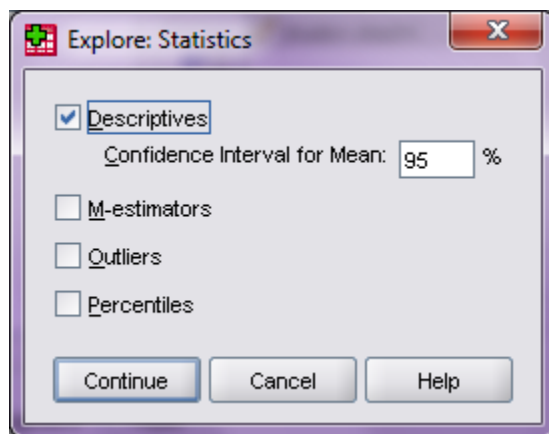 Explore: Statistics
Descriptives
Confidence Interval for Mean: 95 %
M-estimators
Outliers
Percentiles
Continue Cancel Help